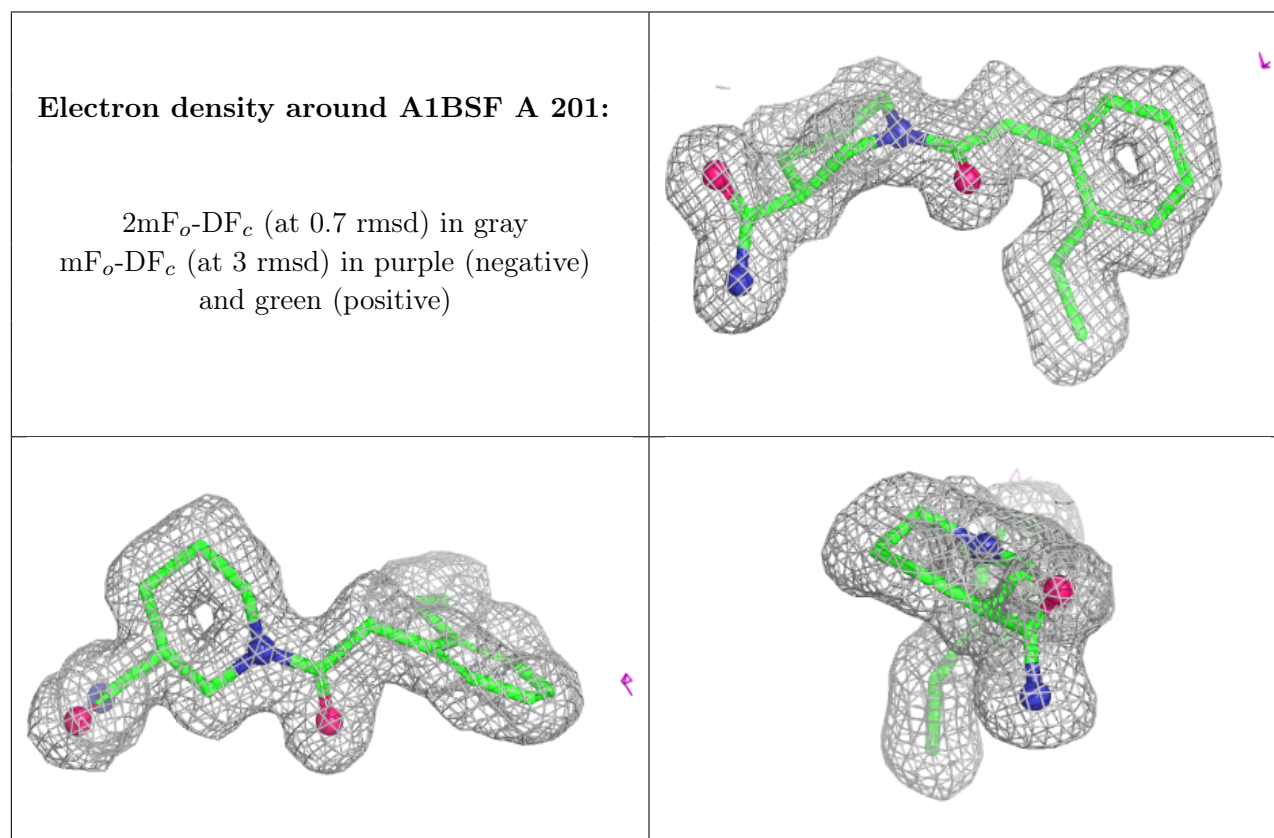 Electron density around A1BSF A 201:
2mFo-DFc (at 0.7 rmsd) in gray
mFo-DFc (at 3 rmsd) in purple (negative)
and green (positive)